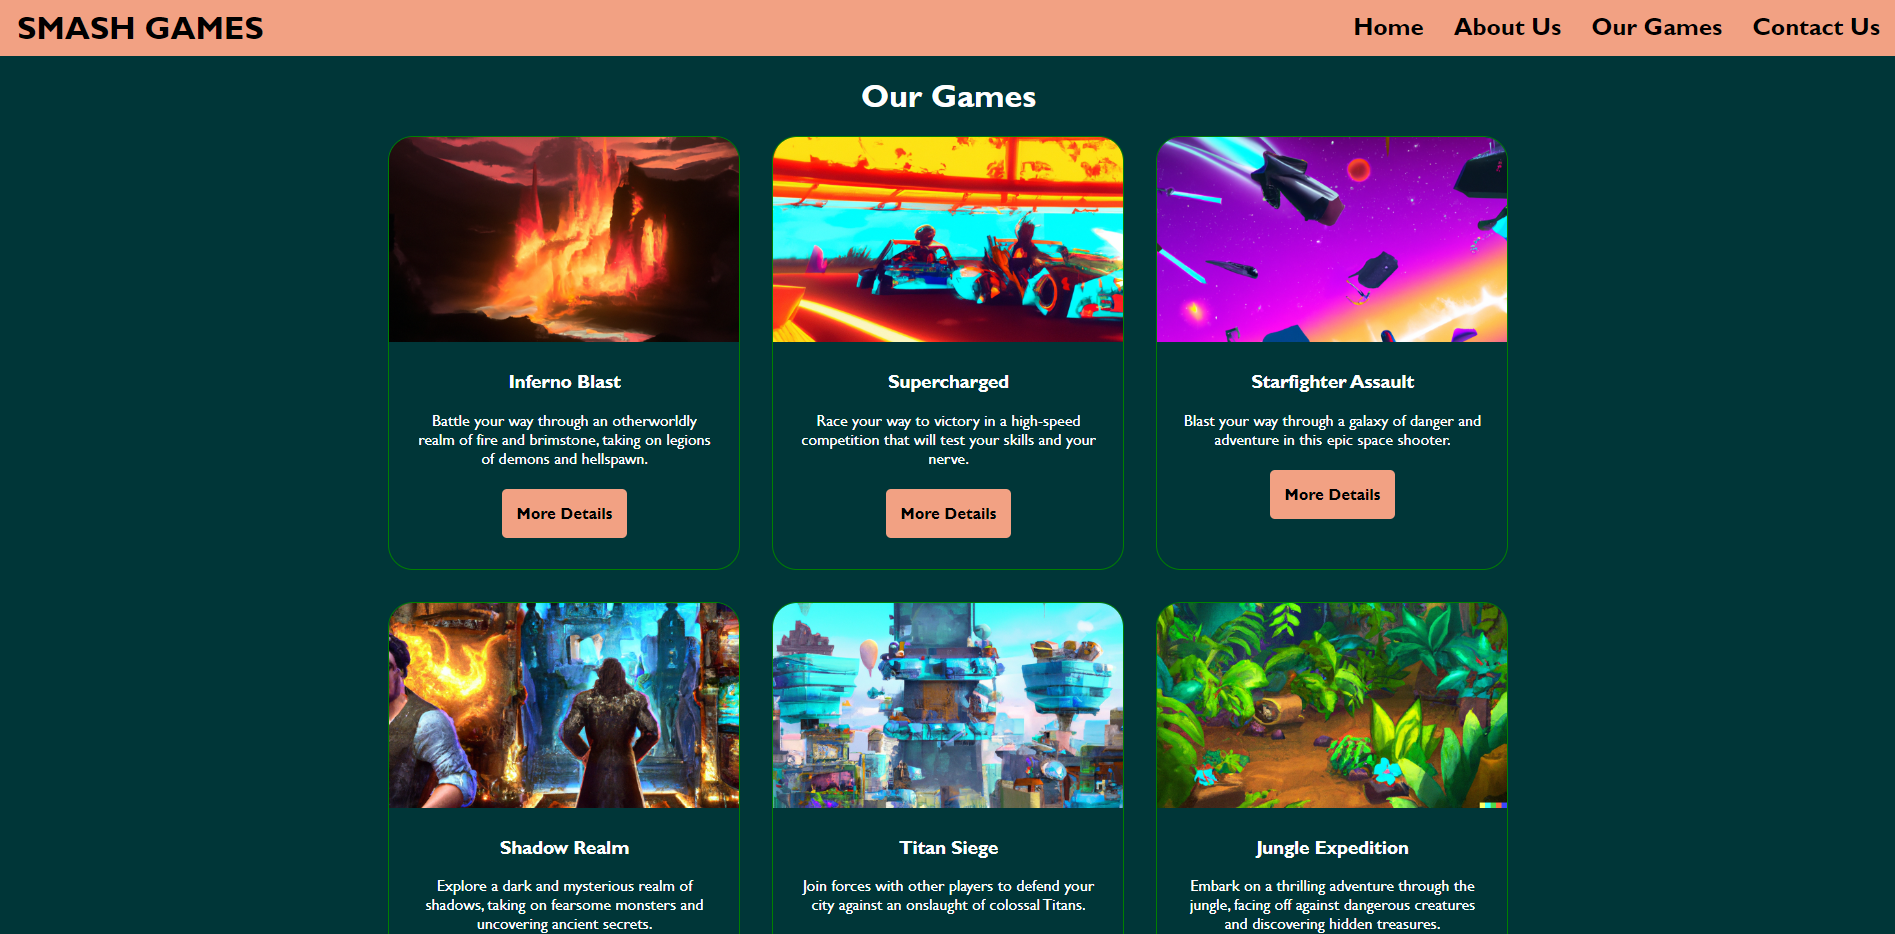 SMASH GAMES
Home
About Us
Our Games
Contact Us
Our Games
Inferno Blast
Battle your way through an otherworldly
realm of fire and brimstone, taking on legions
of demons and hellspawn.
More Details
Supercharged
Race your way to victory in a high-speed
competition that will test your skills and your
nerve.
More Details
Starfighter Assault
Blast your way through a galaxy of danger and
adventure in this epic space shooter.
More Details
Shadow Realm
Explore a dark and mysterious realm of
shadows, taking on fearsome monsters and
uncovering ancient secrets.
Titan Siege
Join forces with other players to defend your
city against an onslaught of colossal Titans.
Jungle Expedition
Embark on a thrilling adventure through the
jungle, facing off against dangerous creatures
and discovering hidden treasures.